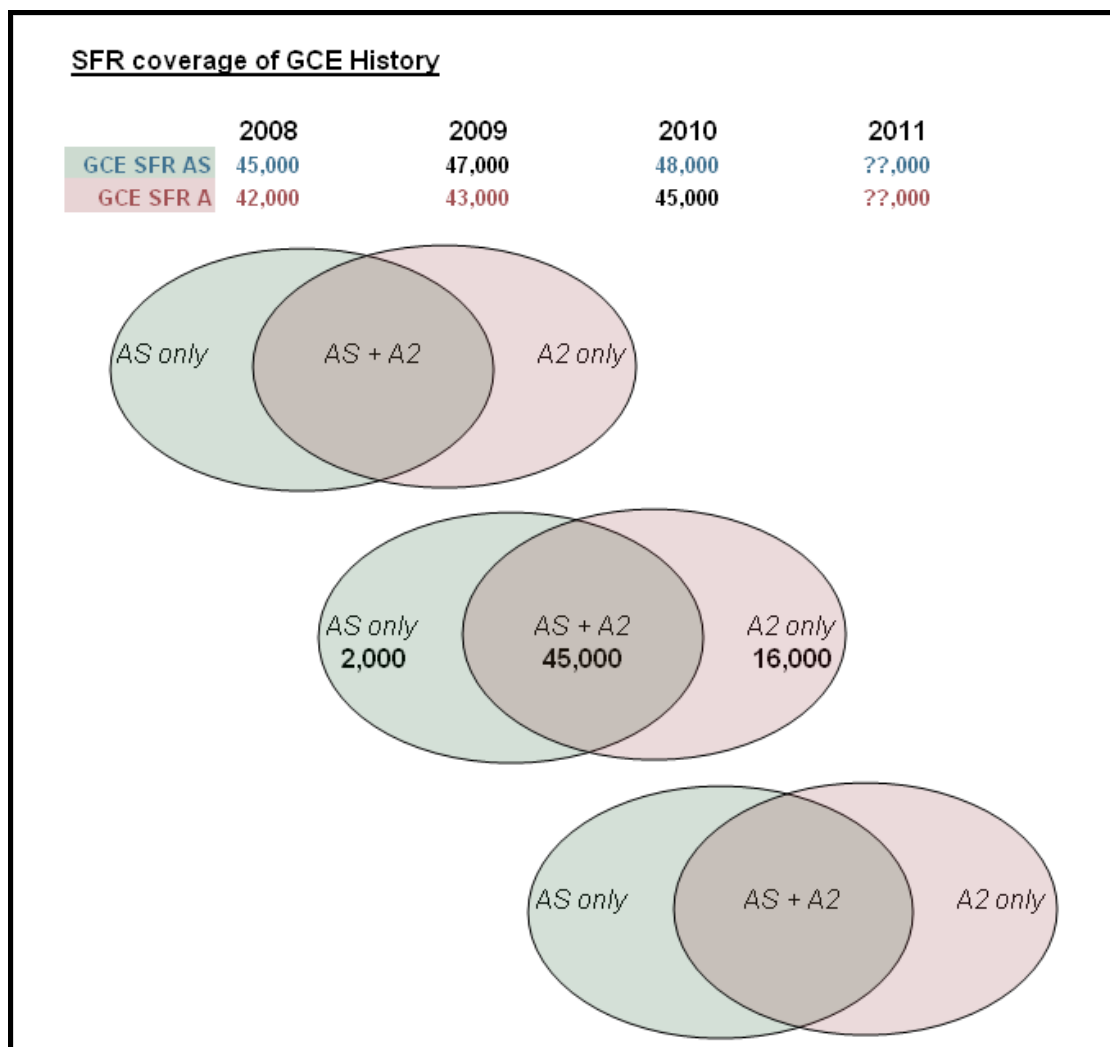 SFR coverage of GCE History
2008 2009 2010 2011
GCE SFR AS 45,000 47,000 48,000 ??,000
GCE SFR A 42,000 43,000 45,000 ??,000
AS only AS + A2 A2 only
AS only AS + A2 A2 only
2,000 45,000 16,000
AS only AS + A2 A2 only